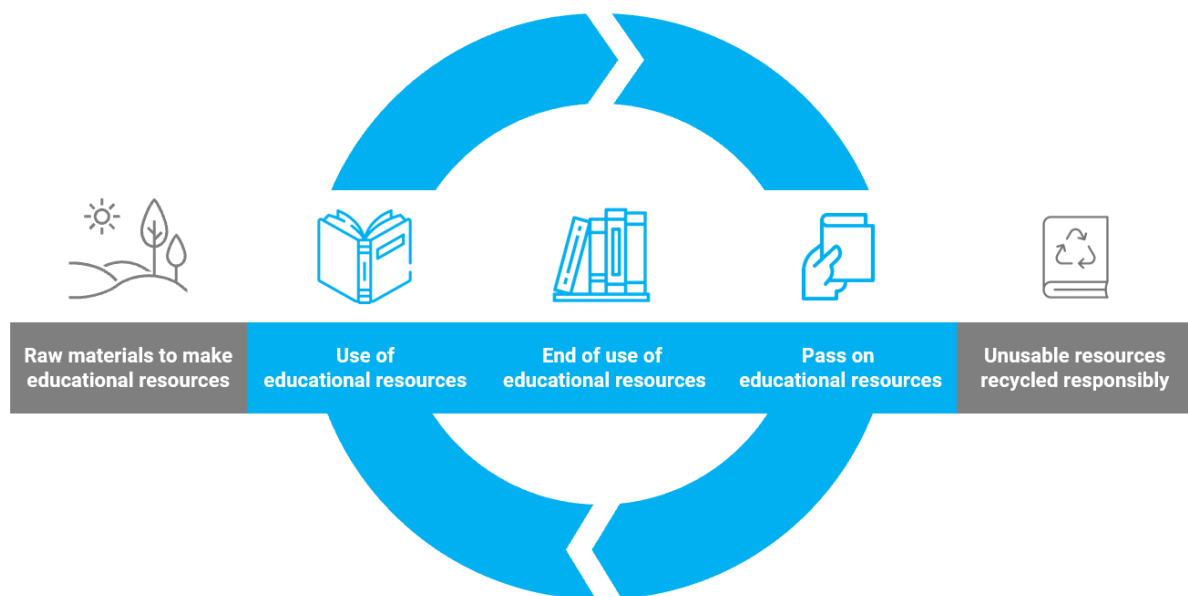 Raw materials to make
educational resources
Use of
educational resources
End of use of
educational resources
Pass on
educational resources
Unusable resources
recycled responsibly